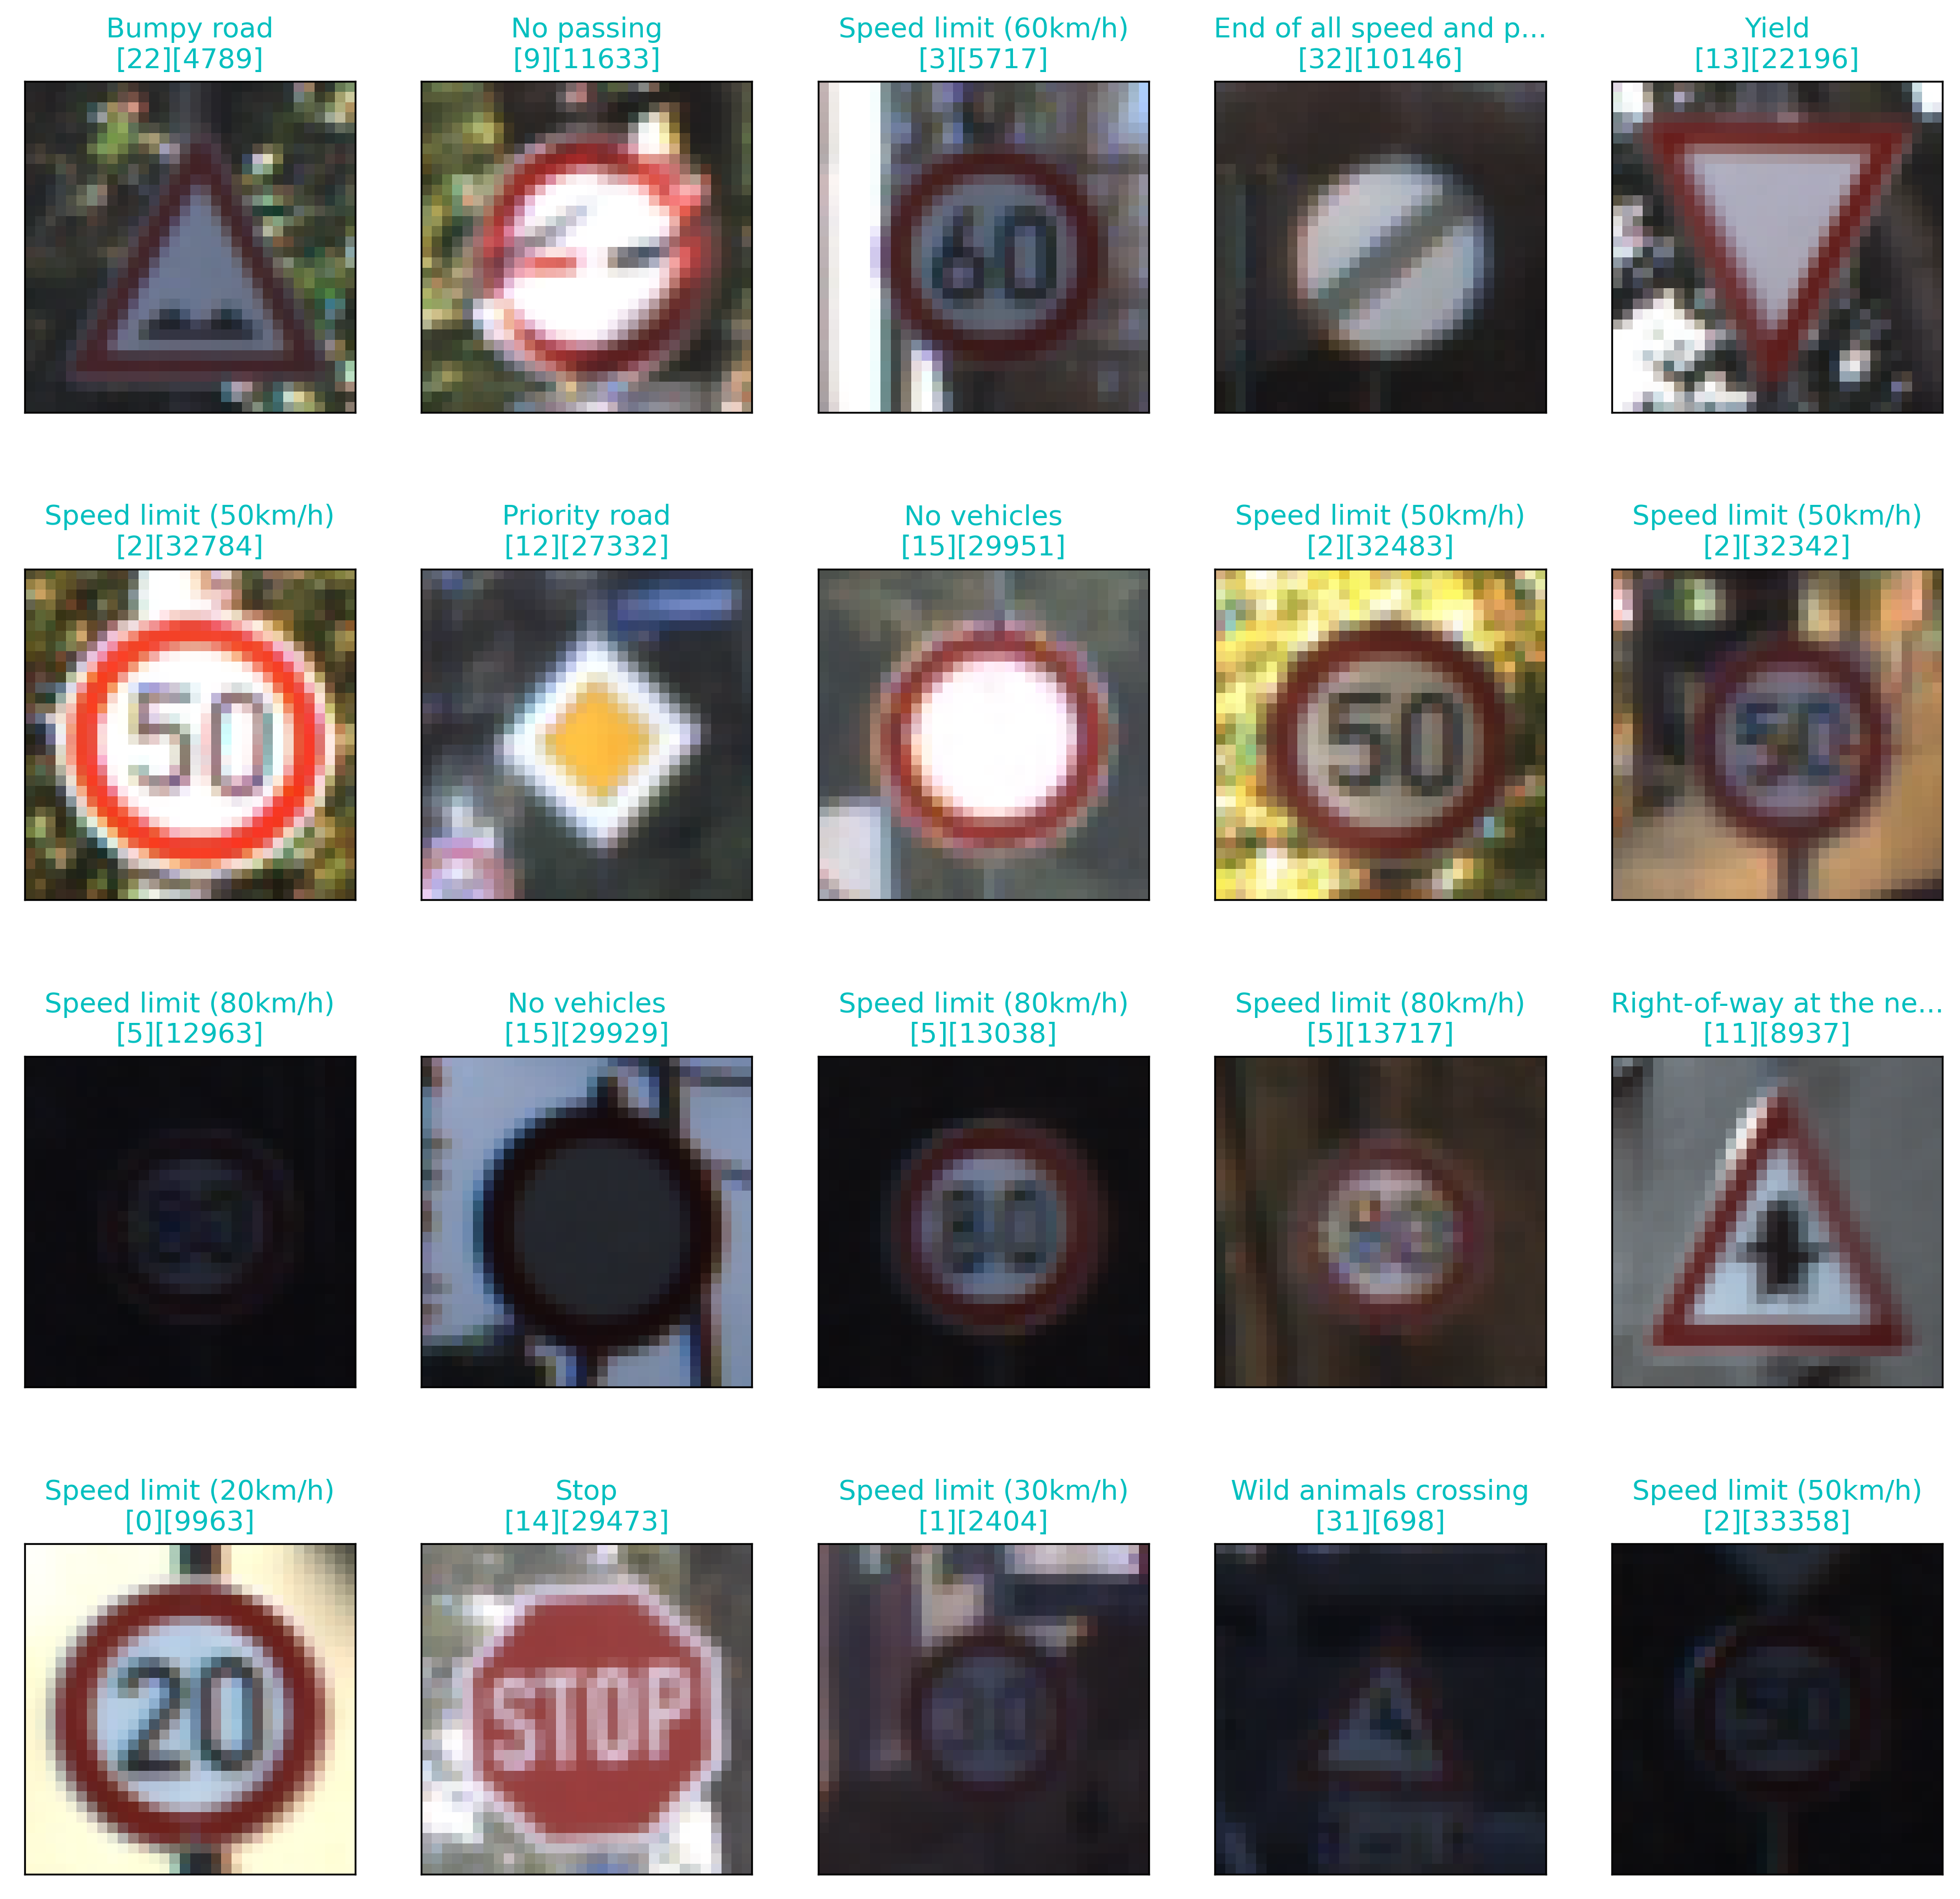 Bumpy road
[22][4789]
No passing
[9][11633]
Speed limit (60km/h)
[3][5717]
End of all speed and p...
[32][10146]
Yield
[13][22196]
60
Speed limit (50km/h)
[2][32784]
Priority road
[12][27332]
No vehicles
[15][29951]
Speed limit (50km/h)
[2][32483]
Speed limit (50km/h)
[2][32342]
50
50
50
Speed limit (80km/h)
[5][12963]
No vehicles
[15][29929]
Speed limit (80km/h)
[5][13038]
Speed limit (80km/h)
[5][13717]
Right-of-way at the ne...
[11][8937]
80
Speed limit (20km/h)
[0][9963]
Stop
[14][29473]
Speed limit (30km/h)
[1][2404]
Wild animals crossing
[31][698]
Speed limit (50km/h)
[2][33358]
20
STOP
30
50